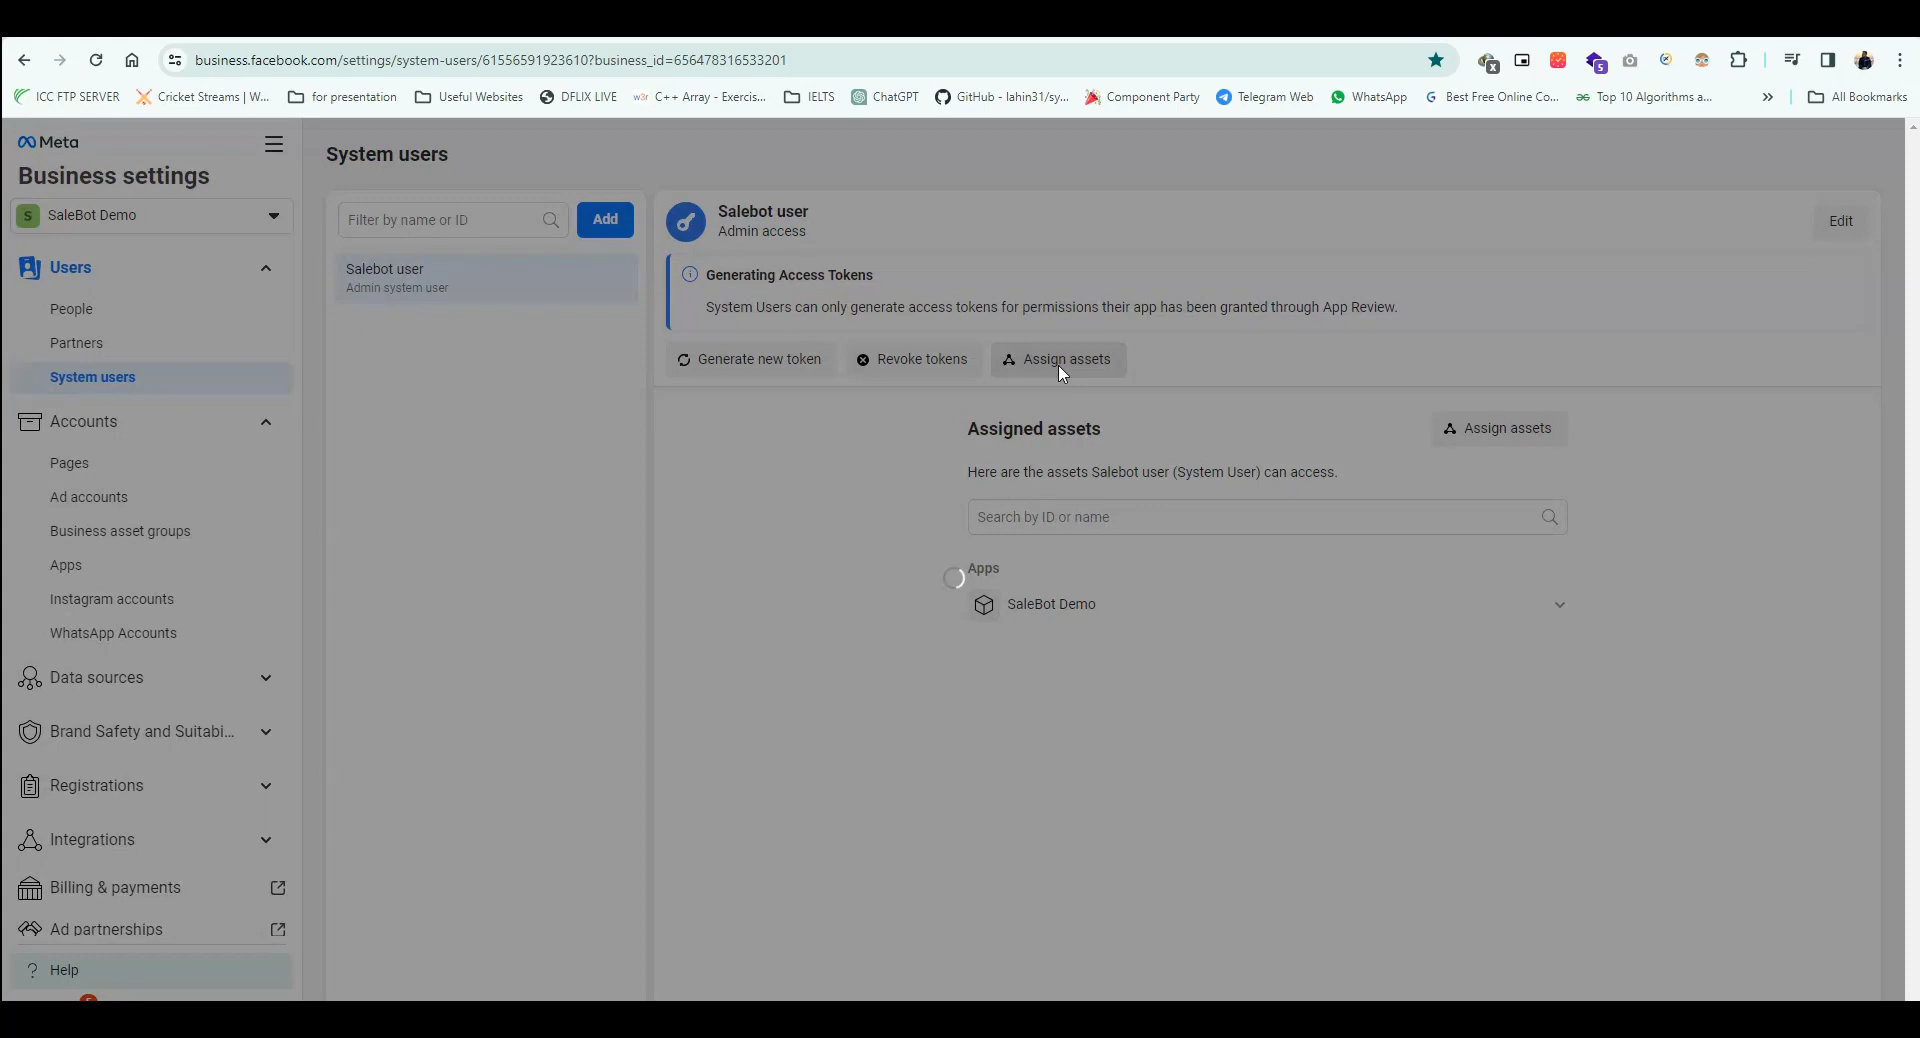 business.facebook.com/settings/system-users/61556591923610?business_id=656478316533201
X
5
ICC FTP SERVER
Cricket Streams | W...
for presentation
Useful Websites
DFLIX LIVE
w3r
C++ Array - Exercis...
IELTS
ChatGPT
GitHub - lahin31/sy...
Component Party
Telegram Web
WhatsApp
G
Best Free Online Co...
Top 10 Algorithms a...
»
All Bookmarks
Meta
Business settings
S
SaleBot Demo
Users
People
Partners
System users
Accounts
Pages
Ad accounts
Business asset groups
Apps
Instagram accounts
WhatsApp Accounts
Data sources
Brand Safety and Suitabi...
Registrations
Integrations
Billing & payments
Ad partnerships
? Help
System users
Filter by name or ID
Add
Salebot user
Admin system user
Salebot user
Admin access
Edit
Generating Access Tokens
System Users can only generate access tokens for permissions their app has been granted through App Review.
Generate new token
Revoke tokens
Assign assets
Assigned assets
Assign assets
Here are the assets Salebot user (System User) can access.
Search by ID or name
Apps
SaleBot Demo